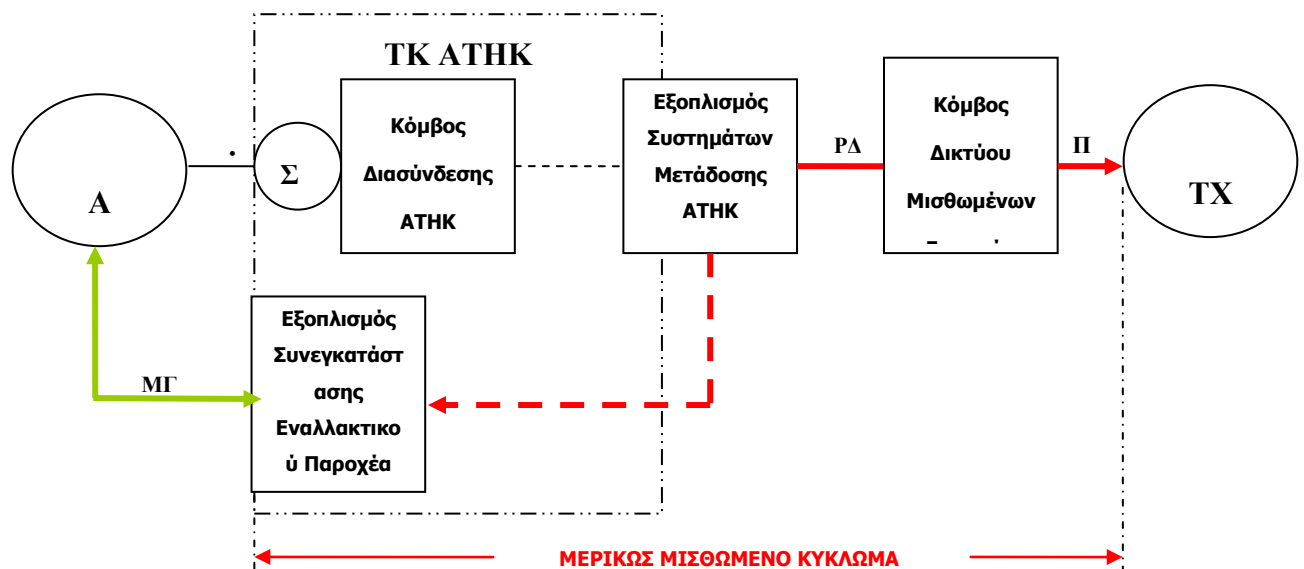 ΤΚ ΑΤΗΚ
Α
.
Σ
Κόμβος
Διασύνδεσης
ΑΤΗΚ
Εξοπλισμός
Συστημάτων
Μετάδοσης
ΑΤΗΚ
ΡΔ
Κόμβος
Δικτύου
Μισθωμένων
Π
ΤΧ
Εξοπλισμός
Συνεγκατάστ
ασης
Εναλλακτικο
ύ Παροχέα
ΜΓ
ΜΕΡΙΚΩΣ ΜΙΣΘΩΜΕΝΟ ΚΥΚΛΩΜΑ